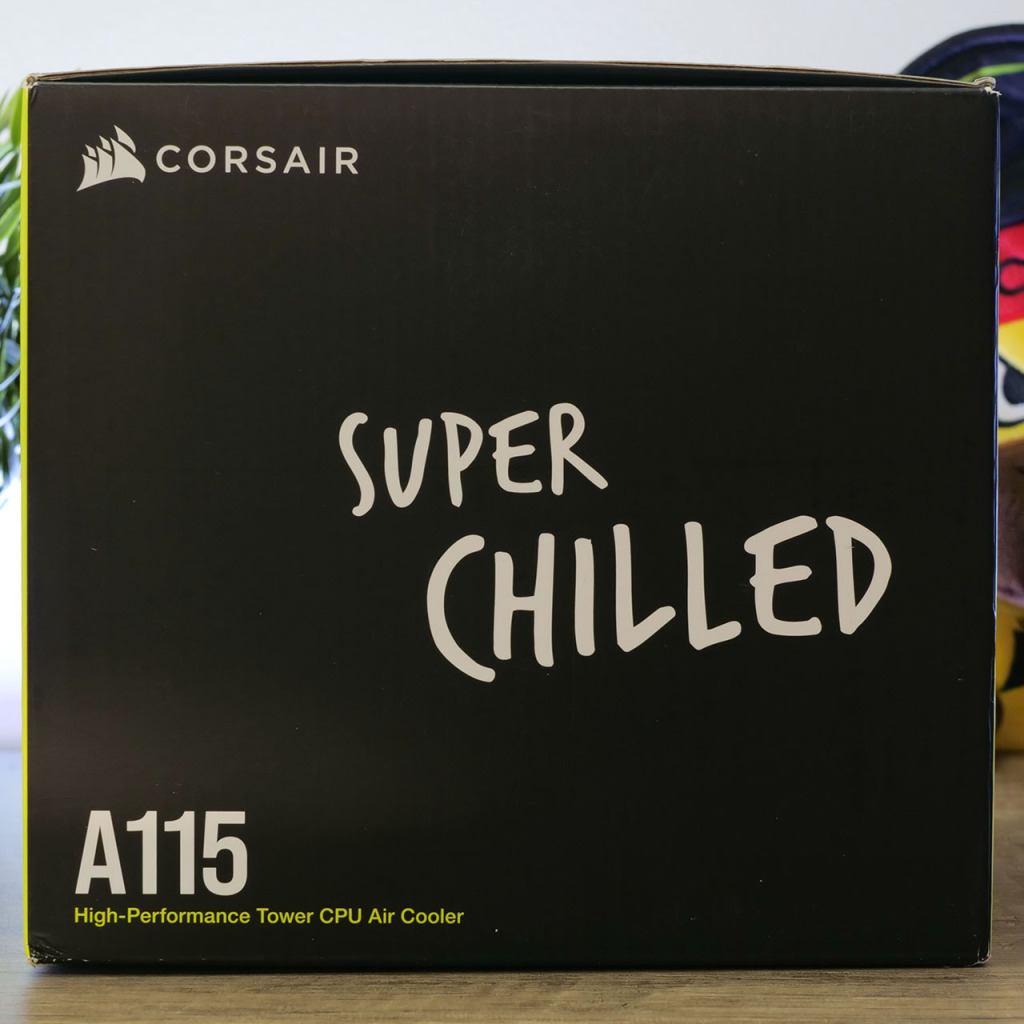 CORSAIR
SUPER
CHILLED
A115
High-Performance Tower CPU Air Cooler